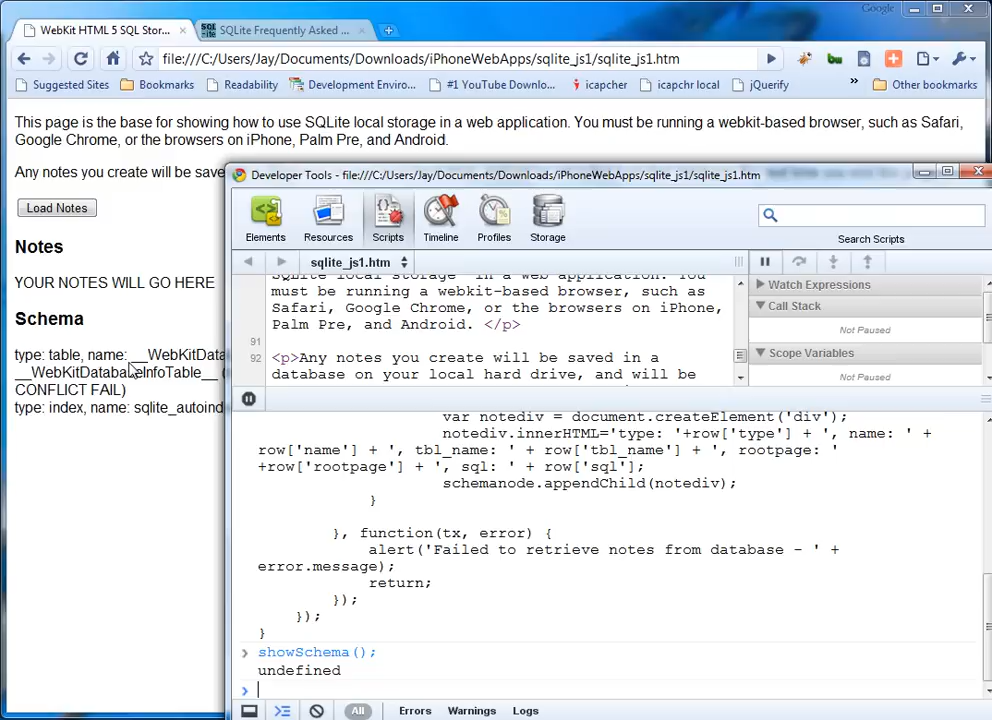 Google
WebKit HTML 5 SQL Stor...
SQLite Frequently Asked ...
file:///C:/Users/Jay/Documents/Downloads/iPhoneWebApps/sqlite_js1/sqlite_js1.htm
Suggested Sites
Bookmarks
Readability
Development Enviro...
#1 YouTube Downlo...
icapcher
icapchr local
jQuerify
»
Other bookmarks
This page is the base for showing how to use SQLite local storage in a web application. You must be running a webkit-based browser, such as Safari,
Google Chrome, or the browsers on iPhone, Palm Pre, and Android.
Any notes you create will be save
Load Notes
Notes
YOUR NOTES WILL GO HERE
Schema
type: table, name: __WebKitData
__WebKitDatabaseInfoTable__ (
CONFLICT FAIL)
type: index, name: sqlite_autoind
Developer Tools - file:///C:/Users/Jay/Documents/Downloads/iPhoneWebApps/sqlite_js1/sqlite_js1.htm
Elements
Resources
Scripts
Timeline
Profiles
Storage
Search Scripts
sqlite_js1.htm
SQLite local storage  in a web application. You
must be running a webkit-based browser, such as
Safari, Google Chrome, or the browsers on iPhone,
Palm Pre, and Android. </p>
91
92 <p>Any notes you create will be saved in a
database on your local hard drive, and will be
Watch Expressions
Call Stack
Not Paused
Scope Variables
Not Paused
var notediv = document.createElement('div');
notediv.innerHTML='type: '+row['type'] + ', name: ' +
row['name'] + ', tbl_name: ' + row['tbl_name'] + ', rootpage: '
+row['rootpage'] + ', sql: ' + row['sql'];
schemanode.appendChild(notediv);
}
}, function(tx, error) {
alert('Failed to retrieve notes from database - ' +
error.message);
return;
});
});
}
> showSchema();
undefined
>
All
Errors
Warnings
Logs